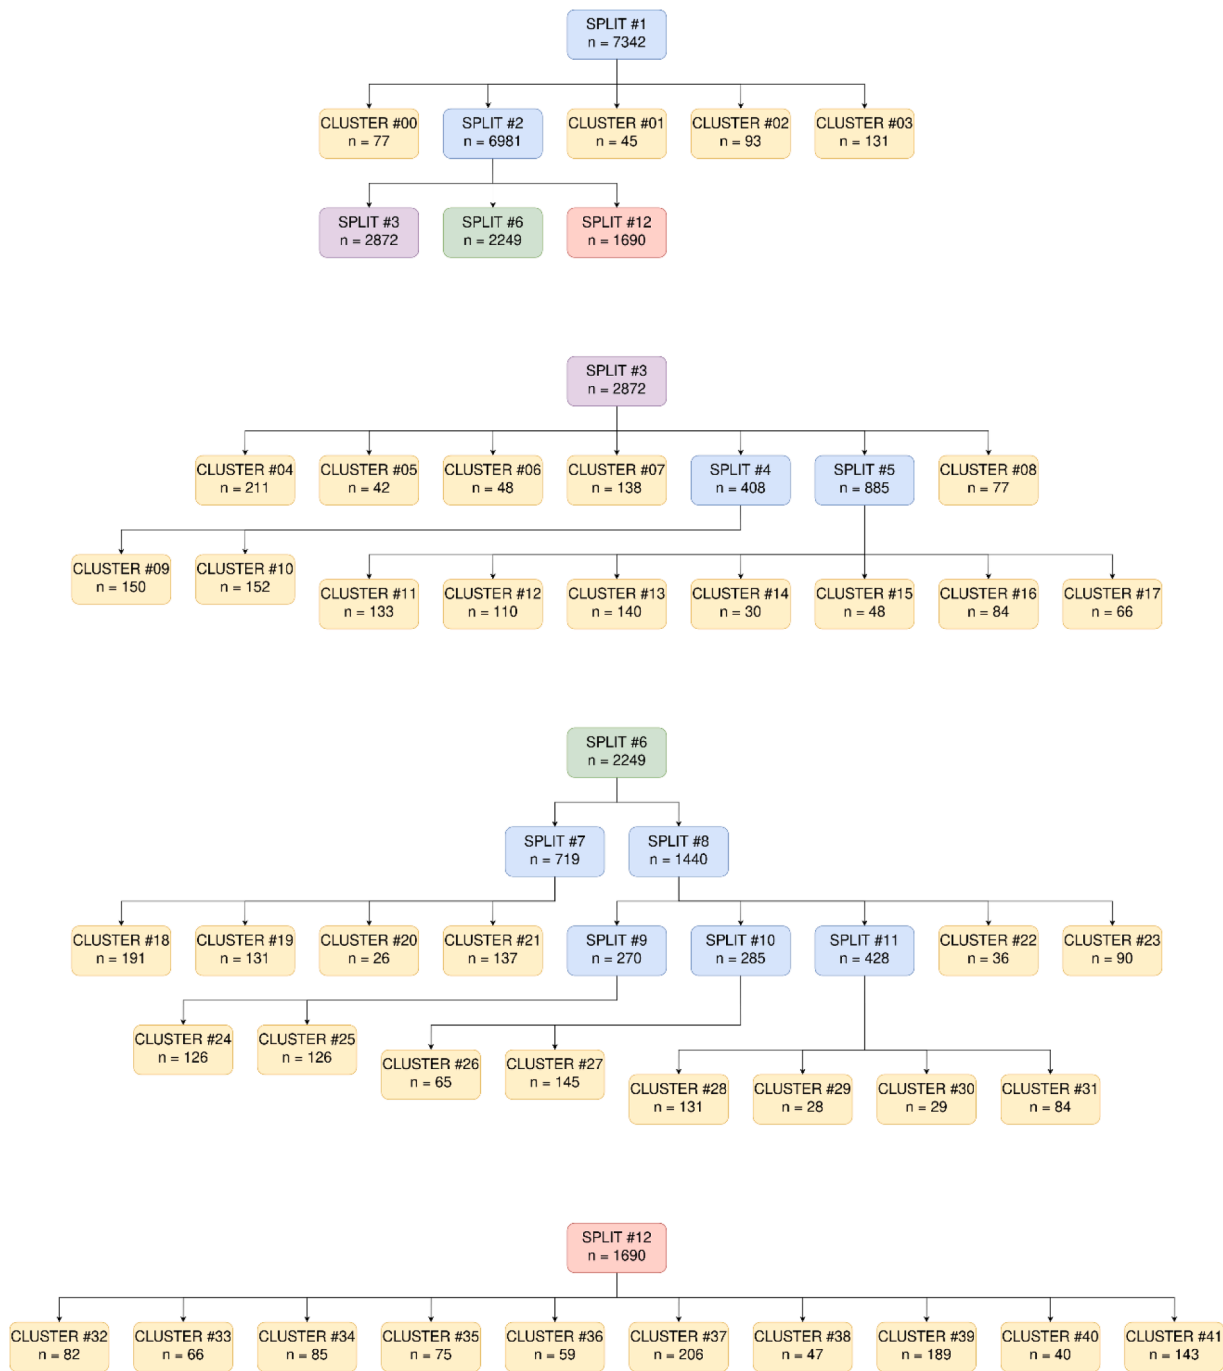 SPLIT #1
n = 7342
CLUSTER #00
n = 77
SPLIT #2
n = 6981
CLUSTER #01
n = 45
CLUSTER #02
n = 93
CLUSTER #03
n = 131
SPLIT #3
n = 2872
SPLIT #6
n = 2249
SPLIT #12
n = 1690
SPLIT #3
n = 2872
CLUSTER #04
n = 211
CLUSTER #05
n = 42
CLUSTER #06
n = 48
CLUSTER #07
n = 138
SPLIT #4
n = 408
SPLIT #5
n = 885
CLUSTER #08
n = 77
CLUSTER #09
n = 150
CLUSTER #10
n = 152
CLUSTER #11
n = 133
CLUSTER #12
n = 110
CLUSTER #13
n = 140
CLUSTER #14
n = 30
CLUSTER #15
n = 48
CLUSTER #16
n = 84
CLUSTER #17
n = 66
SPLIT #6
n = 2249
SPLIT #7
n = 719
SPLIT #8
n = 1440
CLUSTER #18
n = 191
CLUSTER #19
n = 131
CLUSTER #20
n = 26
CLUSTER #21
n = 137
SPLIT #9
n = 270
SPLIT #10
n = 285
SPLIT #11
n = 428
CLUSTER #22
n = 36
CLUSTER #23
n = 90
CLUSTER #24
n = 126
CLUSTER #25
n = 126
CLUSTER #26
n = 65
CLUSTER #27
n = 145
CLUSTER #28
n = 131
CLUSTER #29
n = 28
CLUSTER #30
n = 29
CLUSTER #31
n = 84
SPLIT #12
n = 1690
CLUSTER #32
n = 82
CLUSTER #33
n = 66
CLUSTER #34
n = 85
CLUSTER #35
n = 75
CLUSTER #36
n = 59
CLUSTER #37
n = 206
CLUSTER #38
n = 47
CLUSTER #39
n = 189
CLUSTER #40
n = 40
CLUSTER #41
n = 143